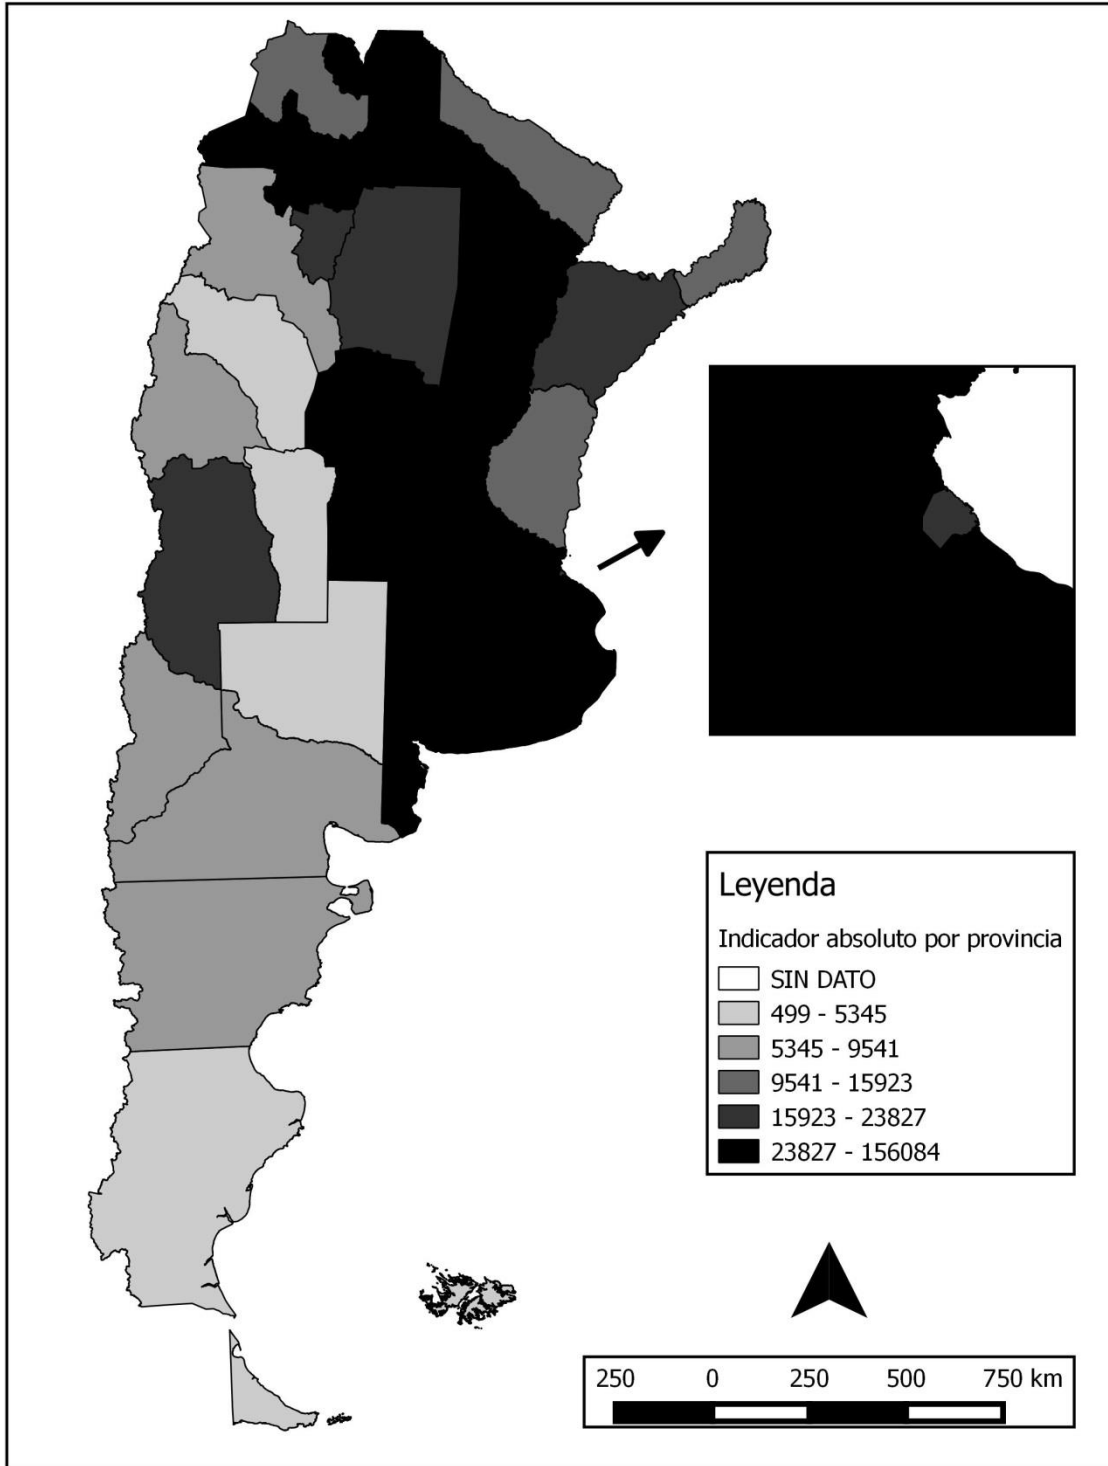 Leyenda
Indicador absoluto por provincia
SIN DATO
499 - 5345
5345 - 9541
9541 - 15923
15923 - 23827
23827 - 156084
250 0 250 500 750 km